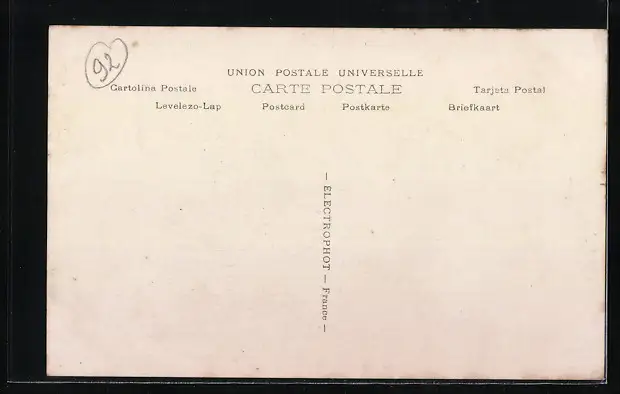 92
UNION POSTALE UNIVERSELLE
Cartolina Postale CARTE POSTALE Tarjeta Postal
Levelezo-Lap Postcard Postkarte Briefkaart
— ELECTROPHOT — France —